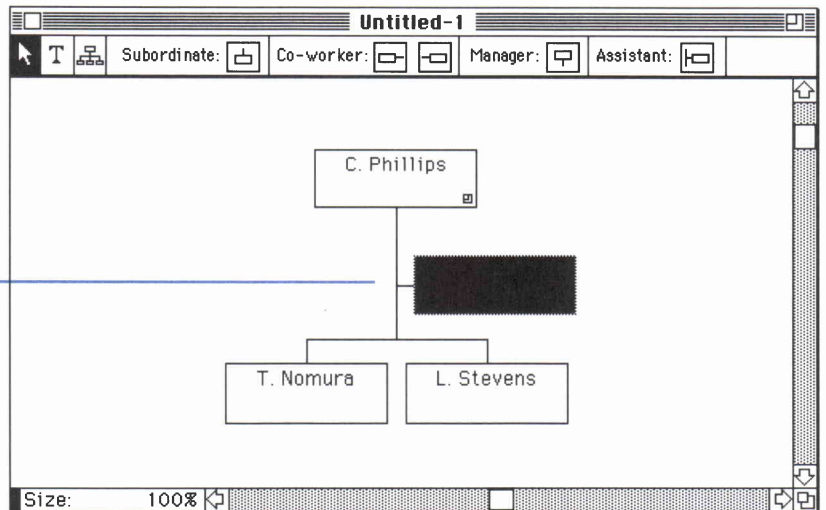 Untitled-1
T Subordinate: Co-worker: Manager: Assistant:
C. Phillips
T. Nomura L. Stevens
Size: 100%